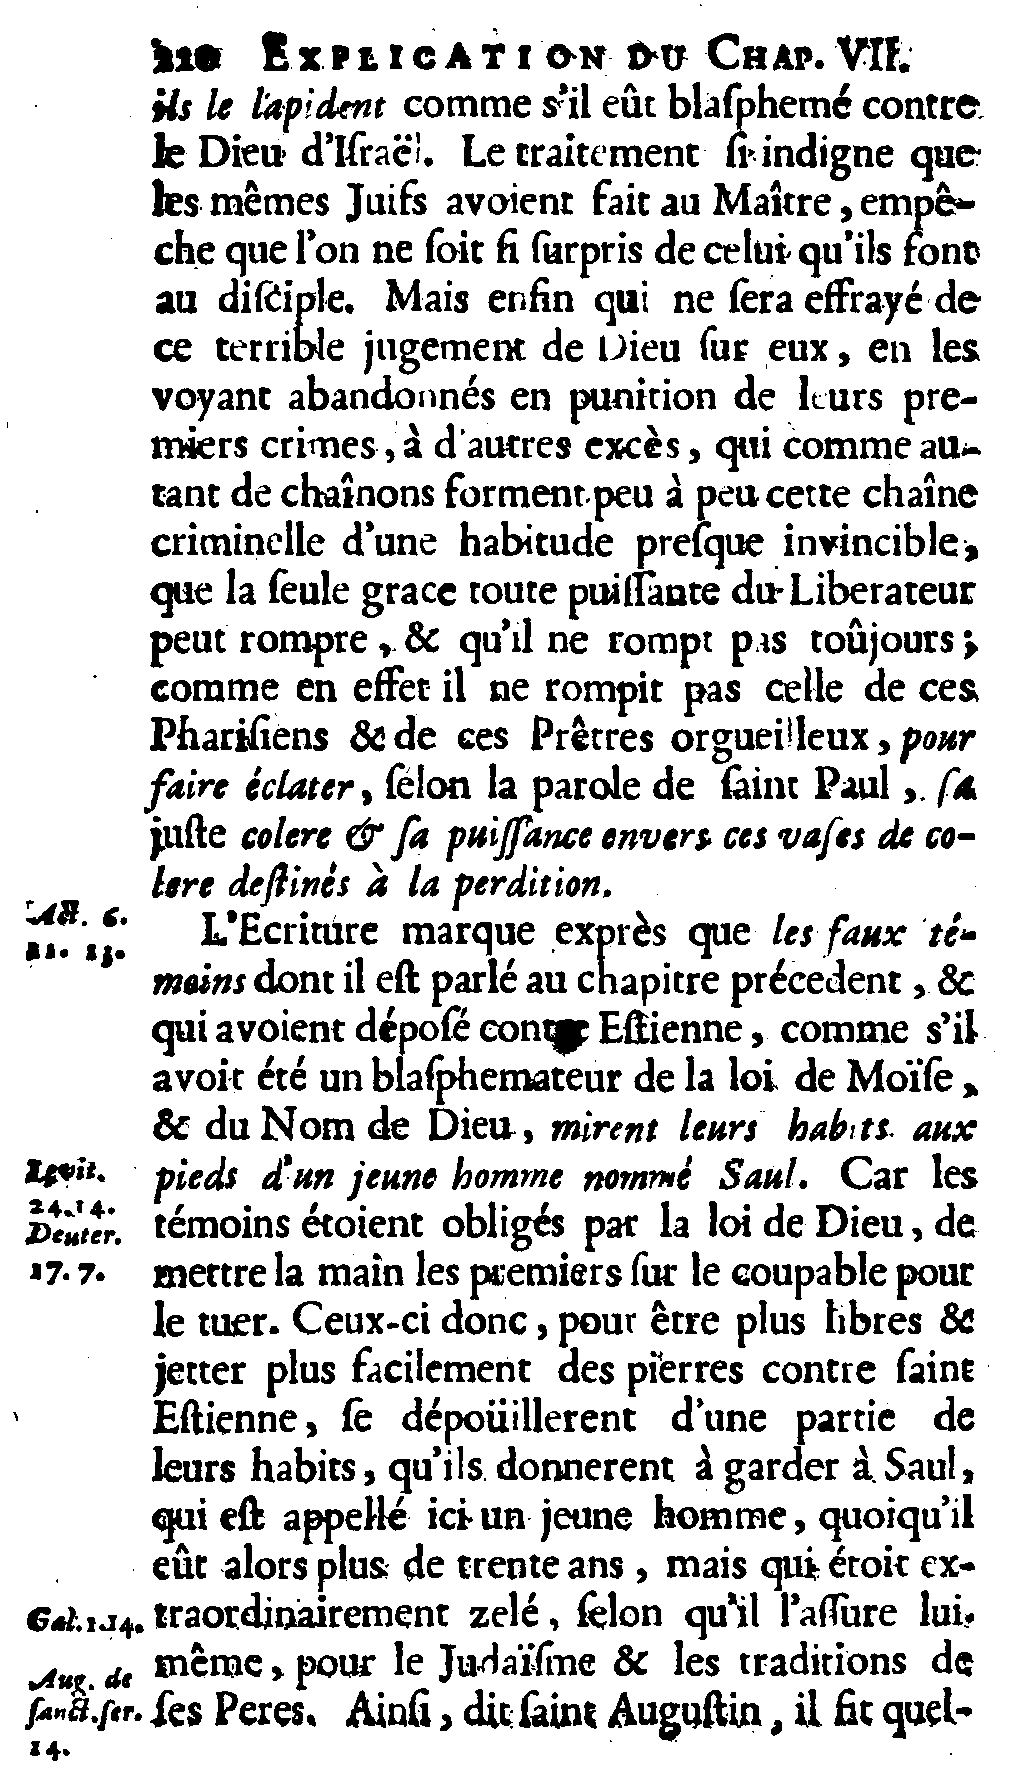 210 EXPLICATION DU CHAP. VII.
ils le lapident comme s'il eût blaſphemé contre
le Dieu d'Iſraël. Le traitement ſi indigne que
les mêmes Juifs avoient fait au Maître, empê-
che que l'on ne ſoit ſi ſurpris de celui qu'ils font
au diſciple. Mais enfin qui ne ſera effrayé de
ce terrible jugement de Dieu ſur eux, en les
voyant abandonnés en punition de leurs pre-
miers crimes, à d'autres excès, qui comme au-
tant de chaînons forment peu à peu cette chaîne
criminelle d'une habitude preſque invincible,
que la ſeule grace toute puiſſante du Liberateur
peut rompre, & qu'il ne rompt pas toûjours;
comme en effet il ne rompit pas celle de ces
Phariſiens & de ces Prêtres orgueilleux, pour
faire éclater, ſelon la parole de ſaint Paul, ſa
juſte colere & ſa puiſſance envers ces vaſes de co-
lere deſtinés à la perdition.
Act. 6.
11. 13.
L'Ecriture marque exprès que les faux té-
moins dont il eſt parlé au chapitre précedent, &
qui avoient dépoſé contre Eſtienne, comme s'il
avoit été un blaſphemateur de la loi de Moïſe,
& du Nom de Dieu, mirent leurs habits aux
Levit.
24.14.
Deuter.
17. 7.
pieds d'un jeune homme nommé Saul. Car les
témoins étoient obligés par la loi de Dieu, de
mettre la main les premiers ſur le coupable pour
le tuer. Ceux-ci donc, pour être plus libres &
jetter plus facilement des pierres contre ſaint
Eſtienne, ſe dépoüillerent d'une partie de
leurs habits, qu'ils donnerent à garder à Saul,
qui eſt appellé ici un jeune homme, quoiqu'il
eût alors plus de trente ans, mais qui étoit ex-
Gal. 1.14.
traordinairement zelé, ſelon qu'il l'aſſure lui-
Aug. de
ſanct. ſer.
14.
même, pour le Judaïſme & les traditions de
ſes Peres. Ainſi, dit ſaint Auguſtin, il fit quel-